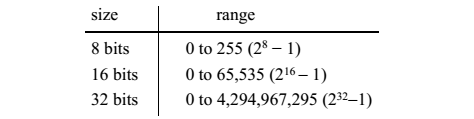 size range
8 bits 0 to 255 (2⁸ – 1)
16 bits 0 to 65,535 (2¹⁶ – 1)
32 bits 0 to 4,294,967,295 (2³²–1)